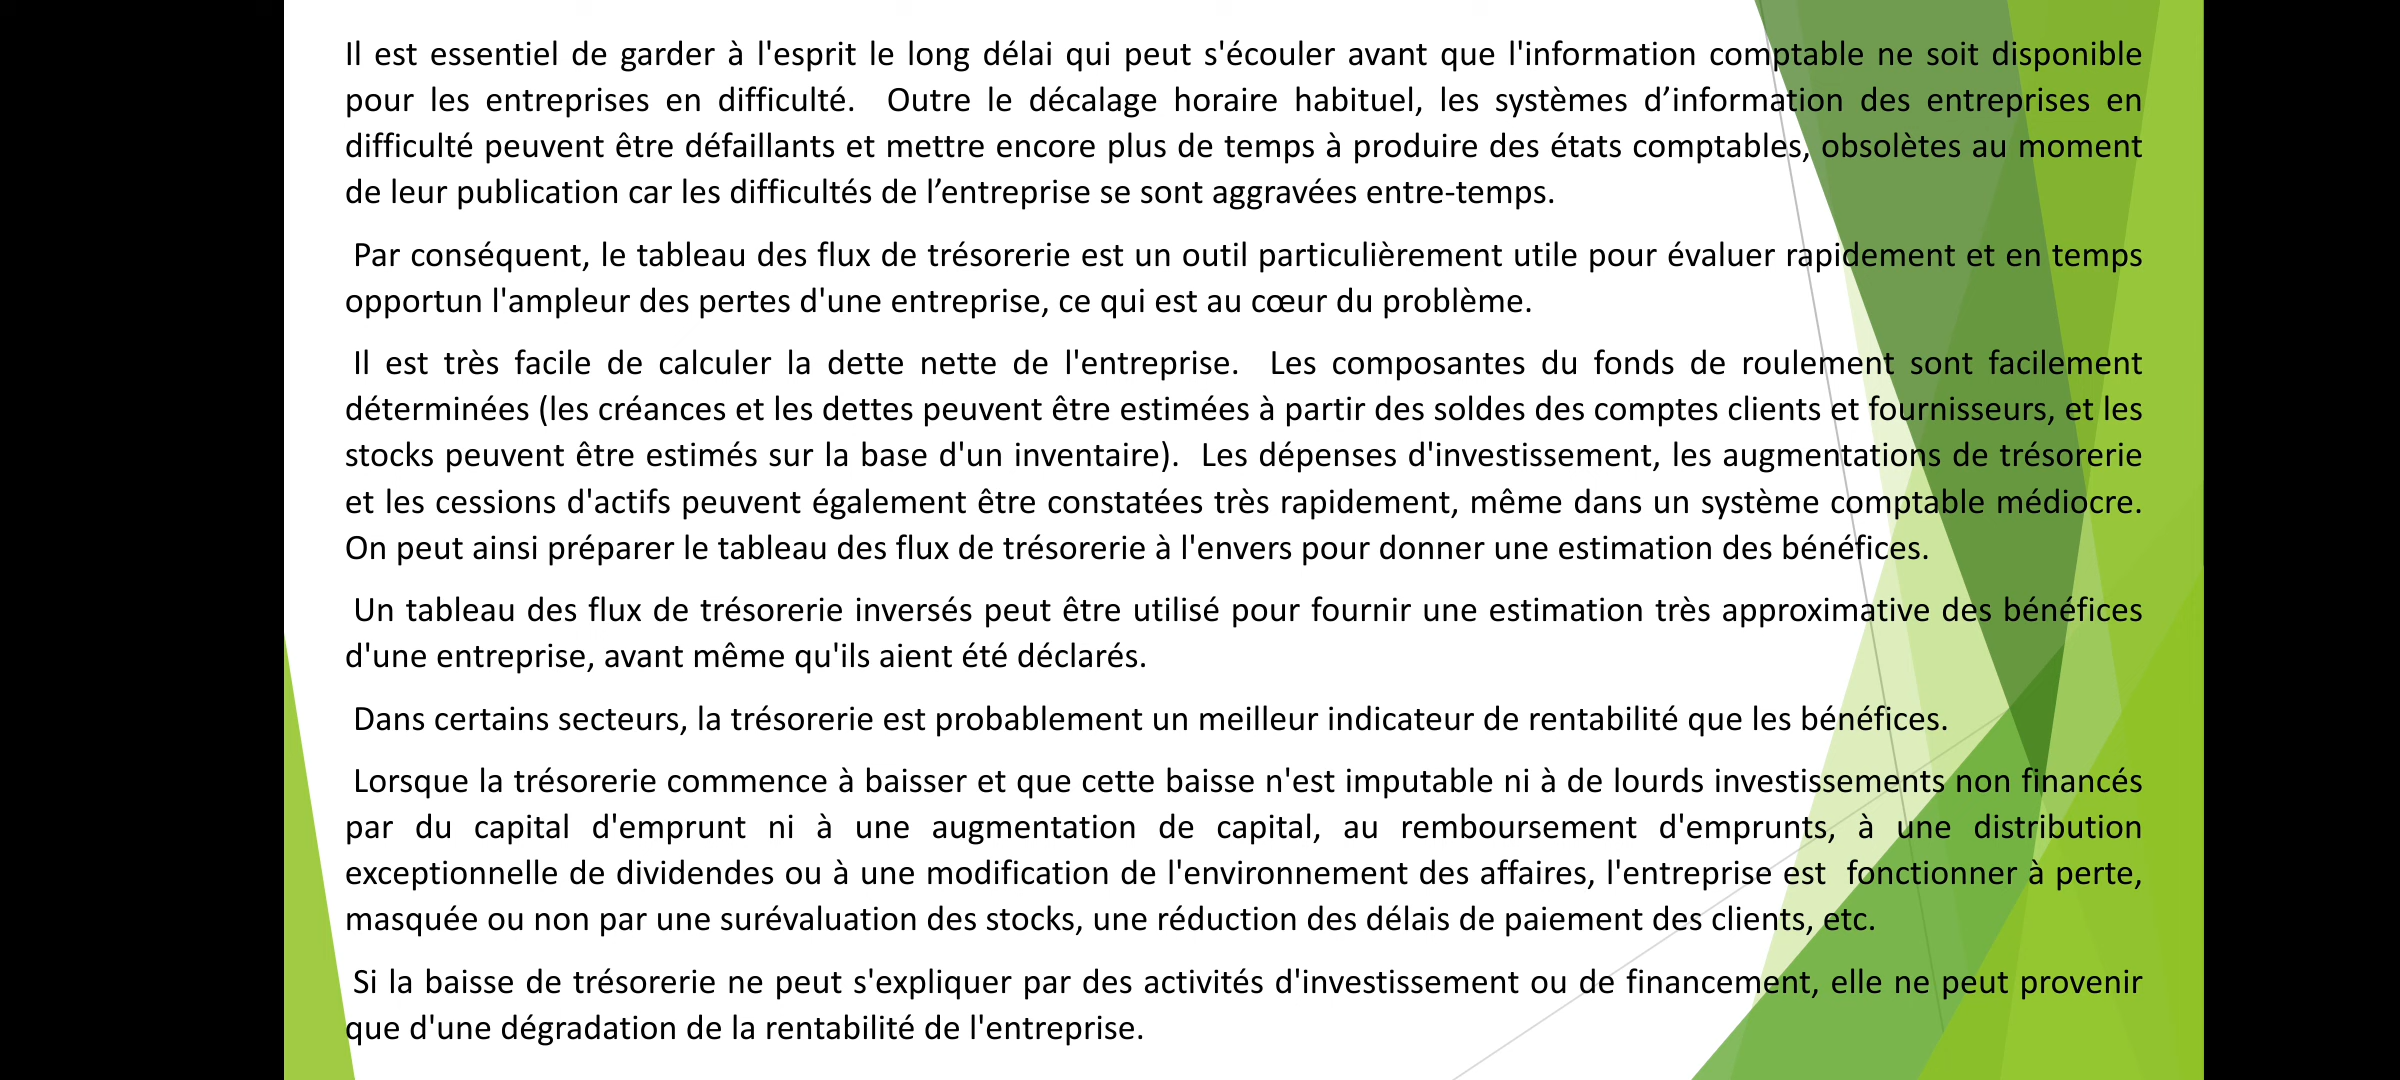 Il est essentiel de garder à l'esprit le long délai qui peut s'écouler avant que l'information comptable ne soit disponible
pour les entreprises en difficulté.  Outre le décalage horaire habituel, les systèmes d’information des entreprises en
difficulté peuvent être défaillants et mettre encore plus de temps à produire des états comptables, obsolètes au moment
de leur publication car les difficultés de l’entreprise se sont aggravées entre-temps.
Par conséquent, le tableau des flux de trésorerie est un outil particulièrement utile pour évaluer rapidement et en temps
opportun l'ampleur des pertes d'une entreprise, ce qui est au cœur du problème.
Il est très facile de calculer la dette nette de l'entreprise.  Les composantes du fonds de roulement sont facilement
déterminées (les créances et les dettes peuvent être estimées à partir des soldes des comptes clients et fournisseurs, et les
stocks peuvent être estimés sur la base d'un inventaire).  Les dépenses d'investissement, les augmentations de trésorerie
et les cessions d'actifs peuvent également être constatées très rapidement, même dans un système comptable médiocre.
On peut ainsi préparer le tableau des flux de trésorerie à l'envers pour donner une estimation des bénéfices.
Un tableau des flux de trésorerie inversés peut être utilisé pour fournir une estimation très approximative des bénéfices
d'une entreprise, avant même qu'ils aient été déclarés.
Dans certains secteurs, la trésorerie est probablement un meilleur indicateur de rentabilité que les bénéfices.
Lorsque la trésorerie commence à baisser et que cette baisse n'est imputable ni à de lourds investissements non financés
par du capital d'emprunt ni à une augmentation de capital, au remboursement d'emprunts, à une distribution
exceptionnelle de dividendes ou à une modification de l'environnement des affaires, l'entreprise est  fonctionner à perte,
masquée ou non par une surévaluation des stocks, une réduction des délais de paiement des clients, etc.
Si la baisse de trésorerie ne peut s'expliquer par des activités d'investissement ou de financement, elle ne peut provenir
que d'une dégradation de la rentabilité de l'entreprise.